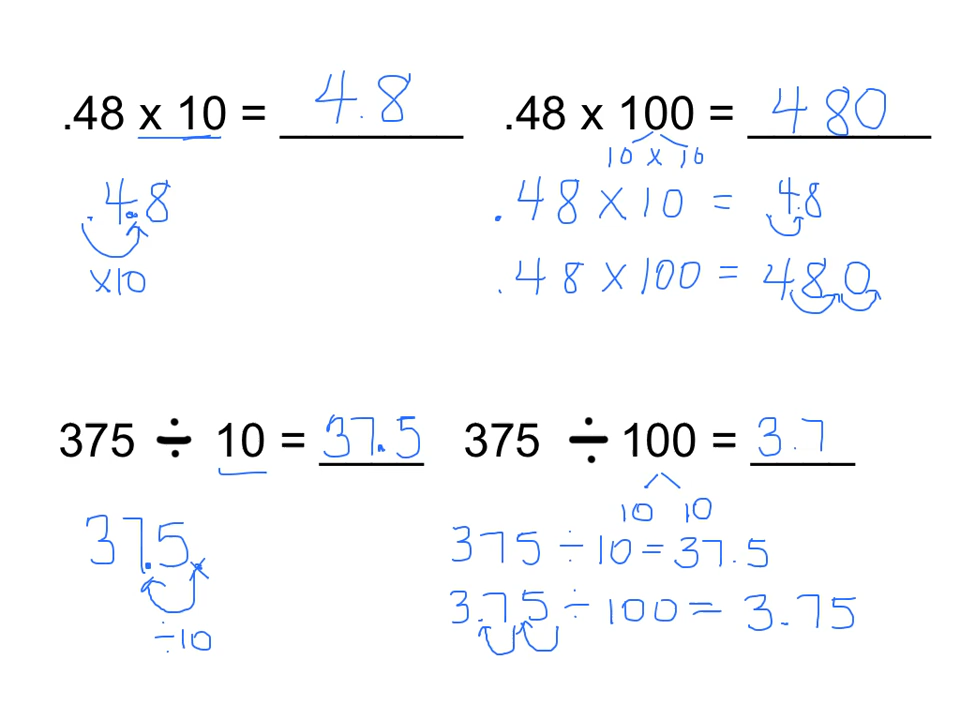 .48 x 10 = 4.8
.4.8
x10
.48 x 100 = 480
10 x 10
.48 x 10 = 4.8
.48 x 100 = 480
375 ÷ 10 = 37.5
37.5.
÷10
375 ÷ 100 = 3.7
10 10
375 ÷ 10 = 37.5
3.75 ÷ 100 = 3.75